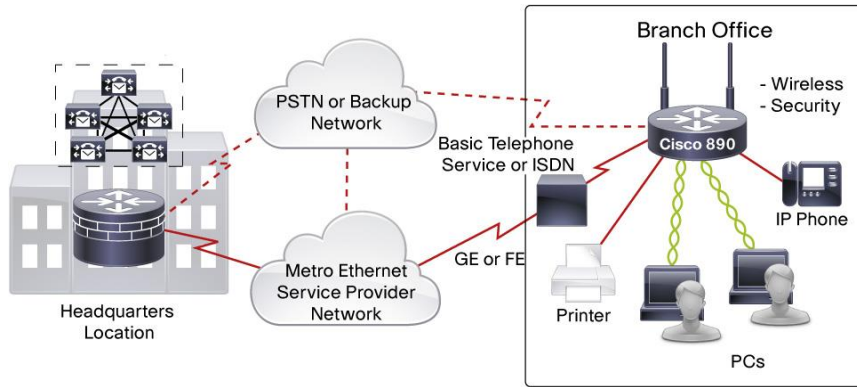 Branch Office
- Wireless
- Security
PSTN or Backup
Network
Cisco 890
Basic Telephone
Service or ISDN
IP Phone
GE or FE
Metro Ethernet
Service Provider
Network
Headquarters
Location
Printer
PCs